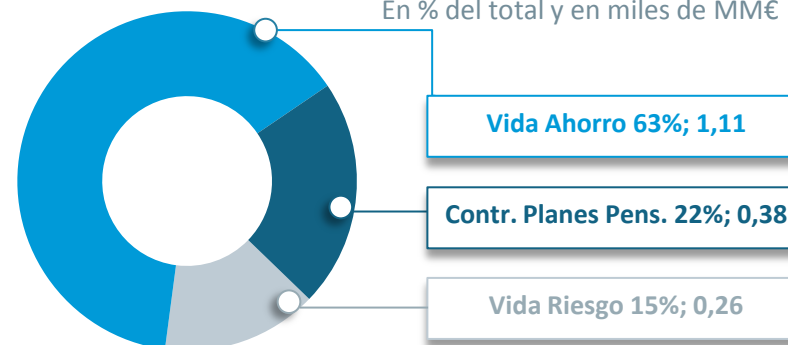 En % del total y en miles de MM€
Vida Ahorro 63%; 1,11
Contr. Planes Pens. 22%; 0,38
Vida Riesgo 15%; 0,26